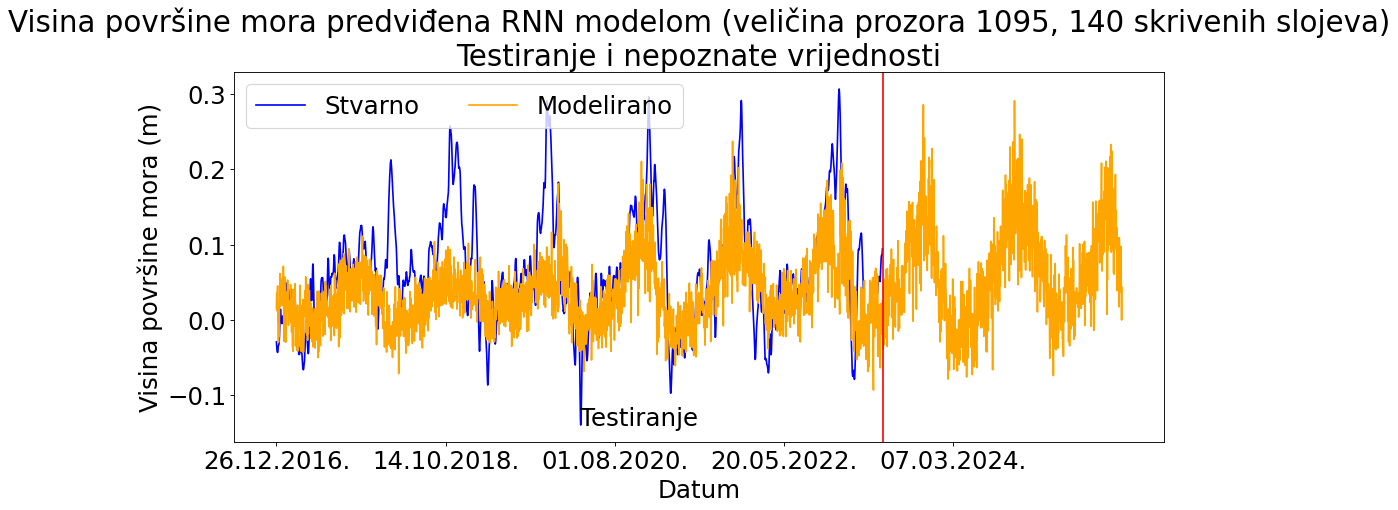 Visina površine mora predviđena RNN modelom (veličina prozora 1095, 140 skrivenih slojeva)
Testiranje i nepoznate vrijednosti
Stvarno Modelirano
Visina površine mora (m)
0.3
0.2
0.1
0.0
−0.1
Testiranje
26.12.2016. 14.10.2018. 01.08.2020. 20.05.2022. 07.03.2024.
Datum